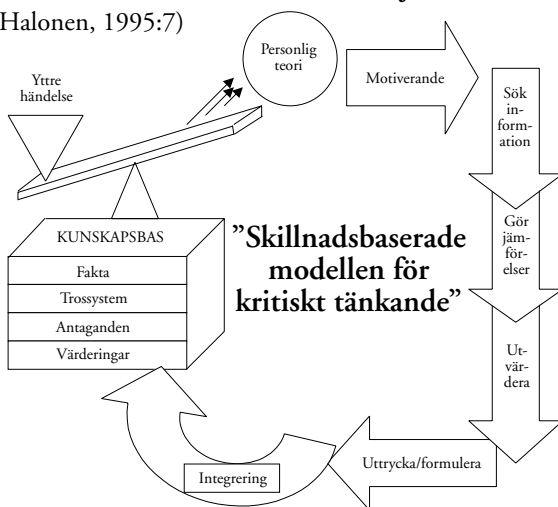 Halonen, 1995:7)
Personlig
teori
Yttre
händelse
Motiverande
Sök
in-
form-
ation
Gör
jäm-
för-
elser
Ut-
vär-
dera
KUNSKAPSBAS
Fakta
Trossystem
Antaganden
Värderingar
”Skillnadsbaserade
modellen för
kritiskt tänkande”
Uttrycka/formulera
Integrering